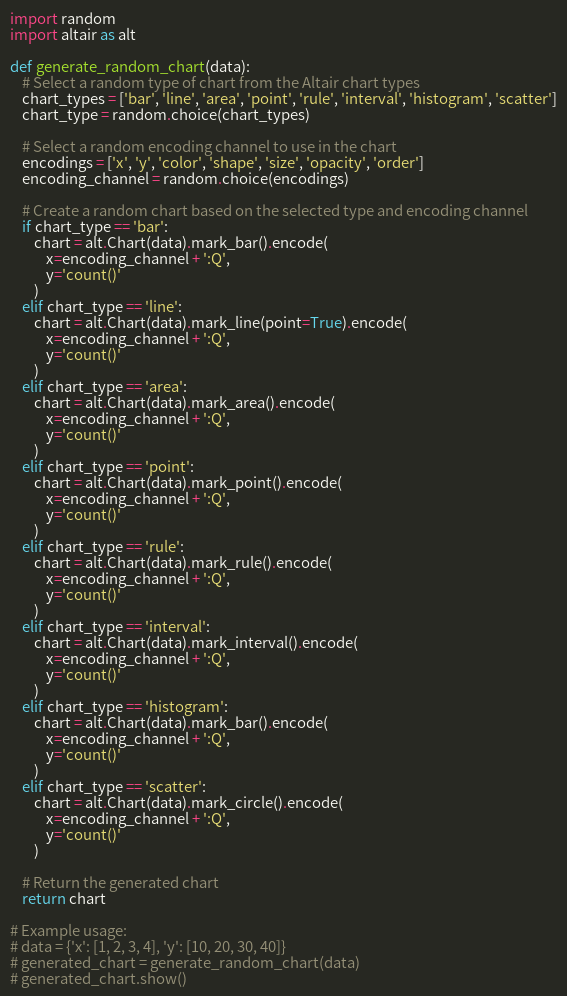 import random
import altair as alt

def generate_random_chart(data):
    # Select a random type of chart from the Altair chart types
    chart_types = ['bar', 'line', 'area', 'point', 'rule', 'interval', 'histogram', 'scatter']
    chart_type = random.choice(chart_types)

    # Select a random encoding channel to use in the chart
    encodings = ['x', 'y', 'color', 'shape', 'size', 'opacity', 'order']
    encoding_channel = random.choice(encodings)

    # Create a random chart based on the selected type and encoding channel
    if chart_type == 'bar':
        chart = alt.Chart(data).mark_bar().encode(
            x=encoding_channel + ':Q',
            y='count()'
        )
    elif chart_type == 'line':
        chart = alt.Chart(data).mark_line(point=True).encode(
            x=encoding_channel + ':Q',
            y='count()'
        )
    elif chart_type == 'area':
        chart = alt.Chart(data).mark_area().encode(
            x=encoding_channel + ':Q',
            y='count()'
        )
    elif chart_type == 'point':
        chart = alt.Chart(data).mark_point().encode(
            x=encoding_channel + ':Q',
            y='count()'
        )
    elif chart_type == 'rule':
        chart = alt.Chart(data).mark_rule().encode(
            x=encoding_channel + ':Q',
            y='count()'
        )
    elif chart_type == 'interval':
        chart = alt.Chart(data).mark_interval().encode(
            x=encoding_channel + ':Q',
            y='count()'
        )
    elif chart_type == 'histogram':
        chart = alt.Chart(data).mark_bar().encode(
            x=encoding_channel + ':Q',
            y='count()'
        )
    elif chart_type == 'scatter':
        chart = alt.Chart(data).mark_circle().encode(
            x=encoding_channel + ':Q',
            y='count()'
        )

    # Return the generated chart
    return chart

# Example usage:
# data = {'x': [1, 2, 3, 4], 'y': [10, 20, 30, 40]}
# generated_chart = generate_random_chart(data)
# generated_chart.show()